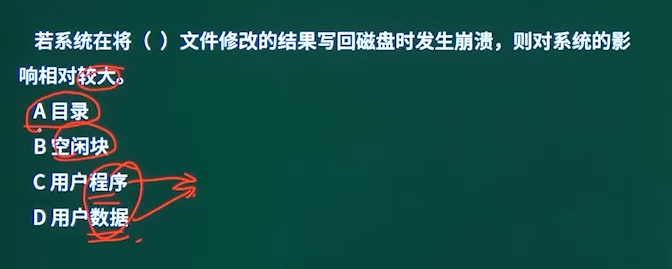 若系统在将（ ）文件修改的结果写回磁盘时发生崩溃，则对系统的影
响相对较大。
A 目录
B 空闲块
C 用户程序
D 用户数据